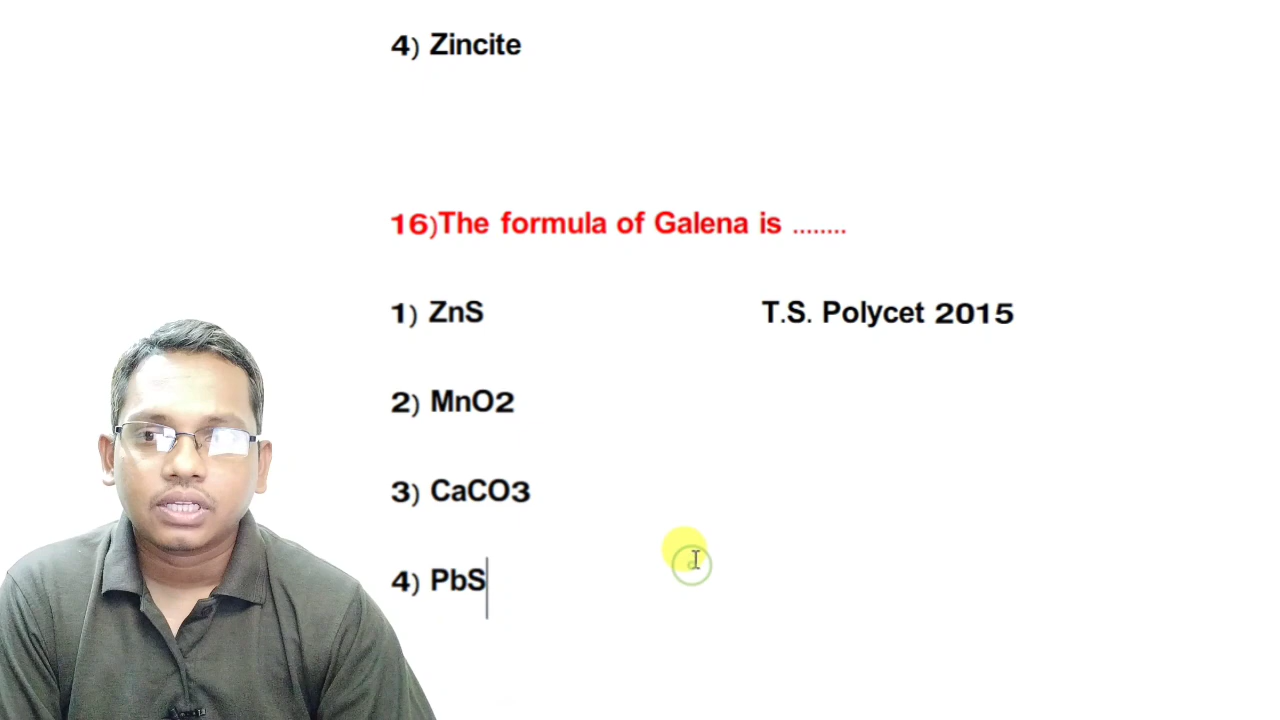 4) Zincite
16)The formula of Galena is ........
1) ZnS
T.S. Polycet 2015
2) MnO2
3) CaCO3
4) PbS